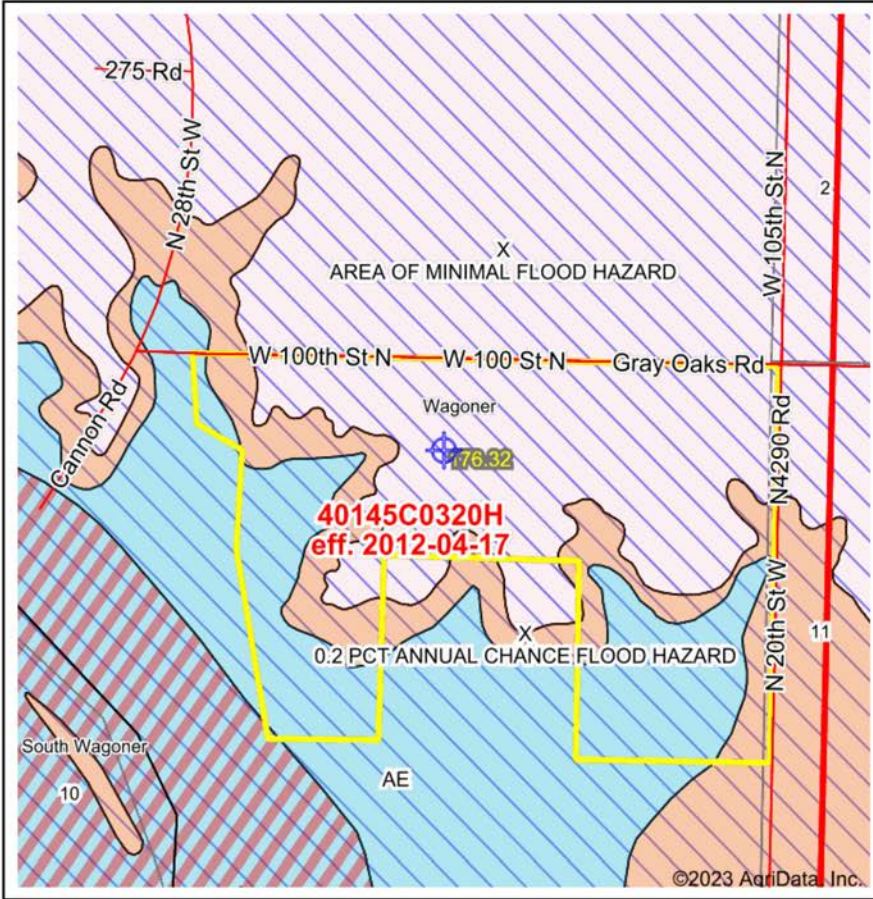 275 Rd
N 28th St W
W 105th St N
2
X
AREA OF MINIMAL FLOOD HAZARD
W 100th St N
W 100 St N
Gray Oaks Rd
Cannon Rd
Wagoner
176.32
N4290 Rd
40145C0320H
eff. 2012-04-17
X
0.2 PCT ANNUAL CHANCE FLOOD HAZARD
11
N 20th St W
South Wagoner
10
AE
©2023 AgriData, Inc.